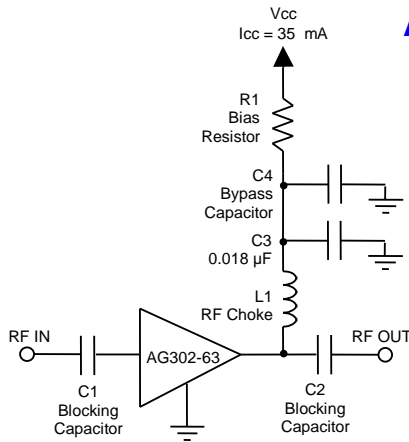 Vcc
Icc = 35 mA
R1
Bias
Resistor
C4
Bypass
Capacitor
C3
0.018 µF
L1
RF Choke
RF IN
AG302-63
RF OUT
C1
Blocking
Capacitor
C2
Blocking
Capacitor